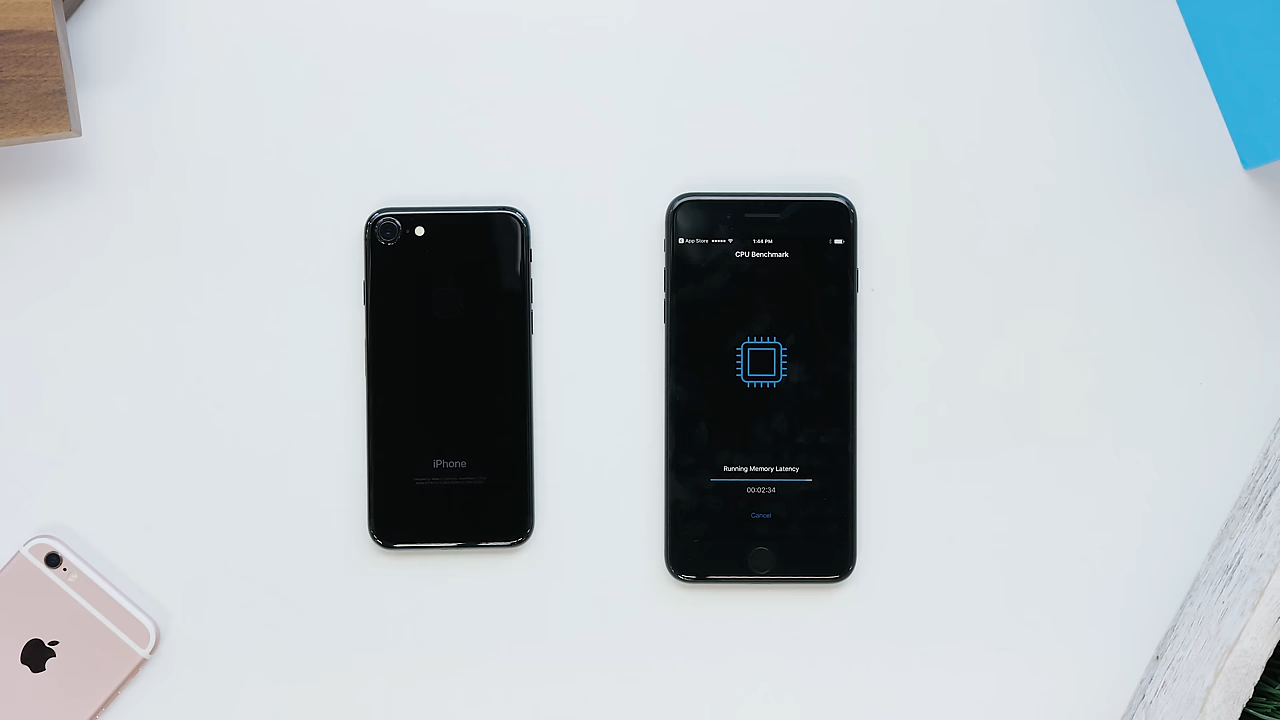 App Store
1:44 PM
CPU Benchmark
iPhone
Running Memory Latency
00:02:34
Cancel